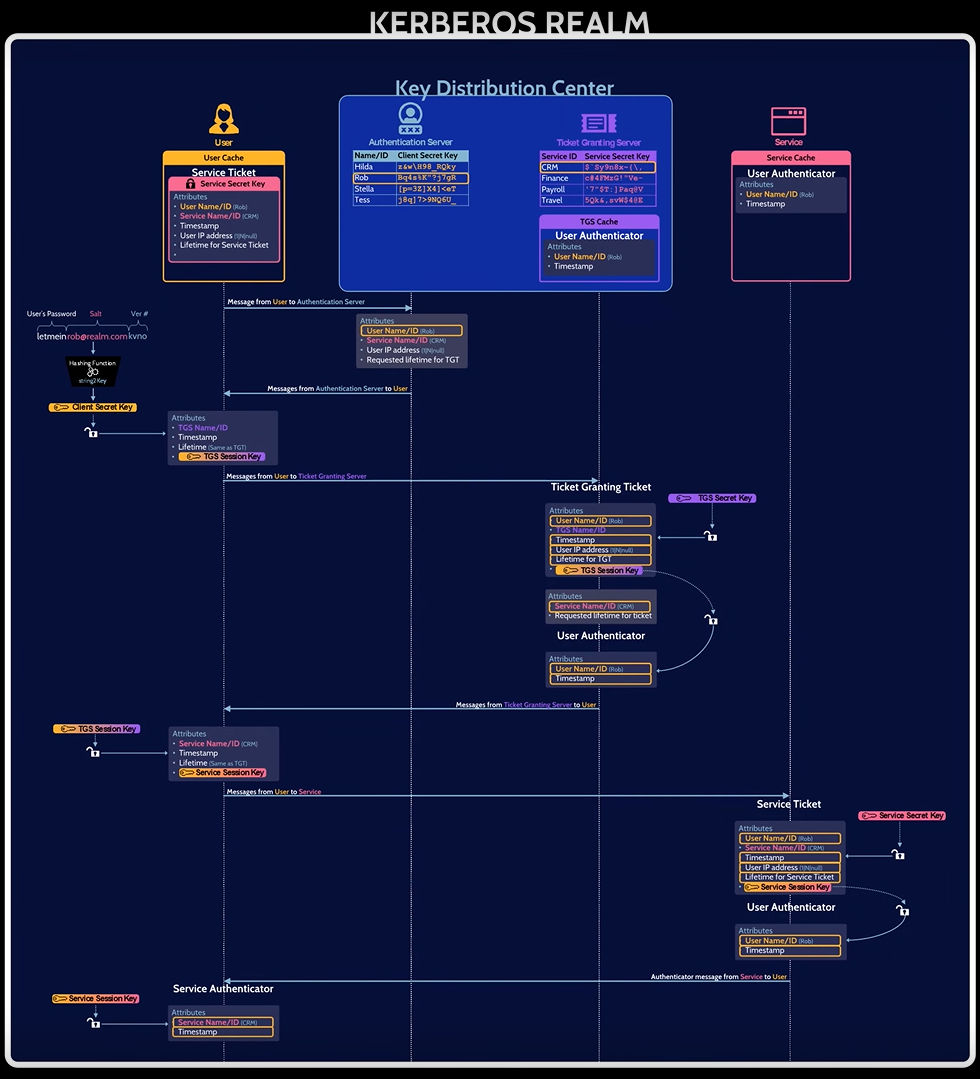 KERBEROS REALM
Key Distribution Center
User
Authentication Server
Ticket Granting Server
Service
User Cache
Service Ticket
Service Secret Key
Attributes
• User Name/ID (Rob)
• Service Name/ID (CRM)
• Timestamp
• User IP address (1|N|null)
• Lifetime for Service Ticket
•
Name/ID Client Secret Key
Hilda z&w\H98_RQky
Rob
Stella [p=3Z]X4]<eT
Tess j8q]7>9NQ6U_
Service ID Service Secret Key
CRM
Finance
Payroll
Travel 5Qk&,svW$4@E
TGS Cache
User Authenticator
Attributes
• User Name/ID (Rob)
• Timestamp
Service Cache
User Authenticator
Attributes
• User Name/ID (Rob)
• Timestamp
Message from User to Authentication Server
Attributes
User Name/ID (Rob)
• Service Name/ID (CRM)
• User IP address (1|N|null)
• Requested lifetime for TGT
User's Password Salt Ver #
letmeinrob@realm.comkvno
Hashing Function
string2Key
Client Secret Key
Messages from Authentication Server to User
Attributes
• TGS Name/ID
• Timestamp
• Lifetime (Same as TGT)
• TGS Session Key
Messages from User to Ticket Granting Server
Ticket Granting Ticket
TGS Secret Key
Attributes
User Name/ID (Rob)
• TGS Name/ID
Timestamp
User IP address (1|N|null)
Lifetime for TGT
• TGS Session Key
Attributes
Service Name/ID (CRM)
• Requested lifetime for ticket
User Authenticator
Attributes
User Name/ID (Rob)
Timestamp
Messages from Ticket Granting Server to User
TGS Session Key
Attributes
• Service Name/ID (CRM)
• Timestamp
• Lifetime (Same as TGT)
• Service Session Key
Messages from User to Service
Service Ticket
Service Secret Key
Attributes
User Name/ID (Rob)
• Service Name/ID (CRM)
Timestamp
User IP address (1|N|null)
Lifetime for Service Ticket
• Service Session Key
User Authenticator
Attributes
User Name/ID (Rob)
Timestamp
Authenticator message from Service to User
Service Authenticator
Service Session Key
Attributes
Service Name/ID (CRM)
Timestamp